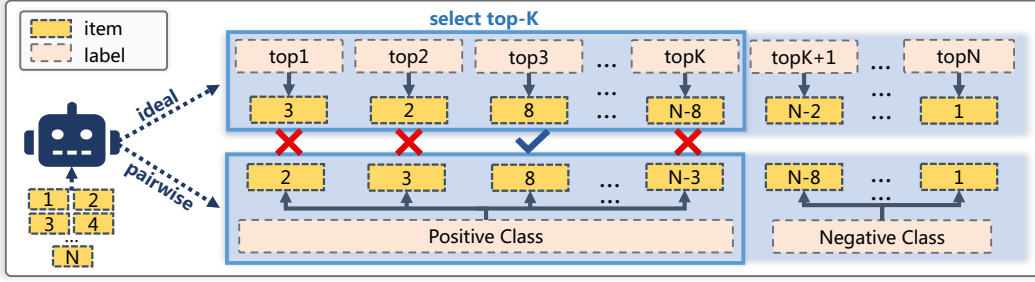 select top-K
item
label
top1 top2 top3 ... topK topK+1 ... topN
...
3 2 8 ... N-8 N-2 ... 1
ideal
pairwise
2 3 8 ... N-3 N-8 ... 1
...
1 2
3 4
...
N
Positive Class Negative Class